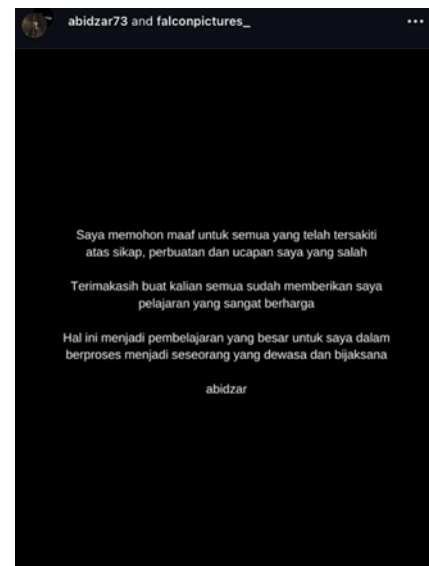 abidzar73 and falconpictures_
Saya memohon maaf untuk semua yang telah tersakiti
atas sikap, perbuatan dan ucapan saya yang salah
Terimakasih buat kalian semua sudah memberikan saya
pelajaran yang sangat berharga
Hal ini menjadi pembelajaran yang besar untuk saya dalam
berproses menjadi seseorang yang dewasa dan bijaksana
abidzar